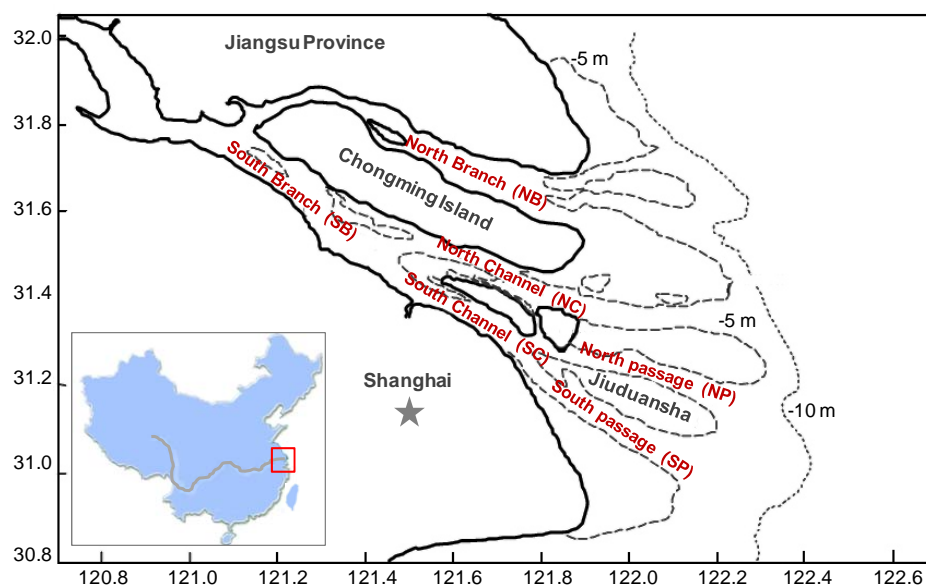 32.0
31.8
31.6
31.4
31.2
31.0
30.8
Jiangsu Province
-5 m
North Branch (NB)
Chongming Island
South Branch (SB)
North Channel (NC)
South Channel (SC)
-5 m
North passage (NP)
Jiuduansha
Shanghai
South passage (SP)
-10 m
120.8
121.0
121.2
121.4
121.5
121.6
121.8
122.0
122.2
122.4
122.6